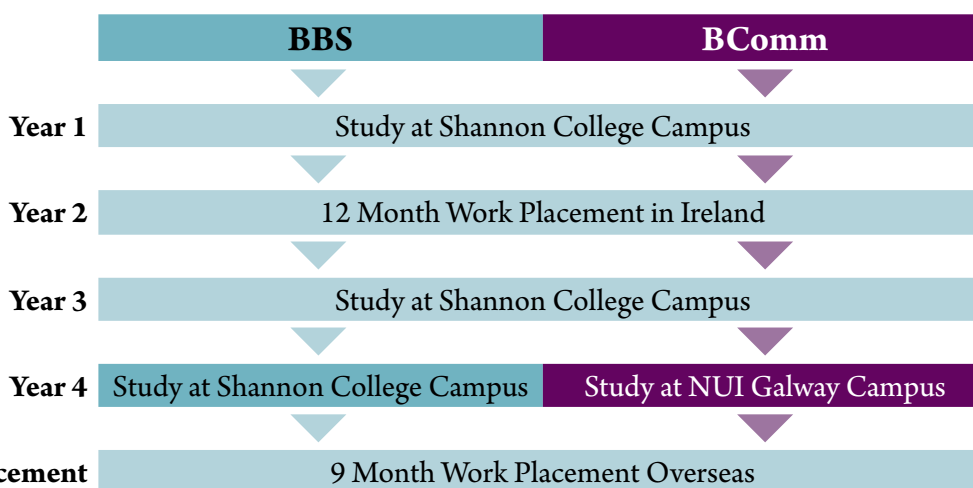 BBS BComm
Year 1 Study at Shannon College Campus
Year 2 12 Month Work Placement in Ireland
Year 3 Study at Shannon College Campus
Year 4 Study at Shannon College Campus Study at NUI Galway Campus
cement 9 Month Work Placement Overseas